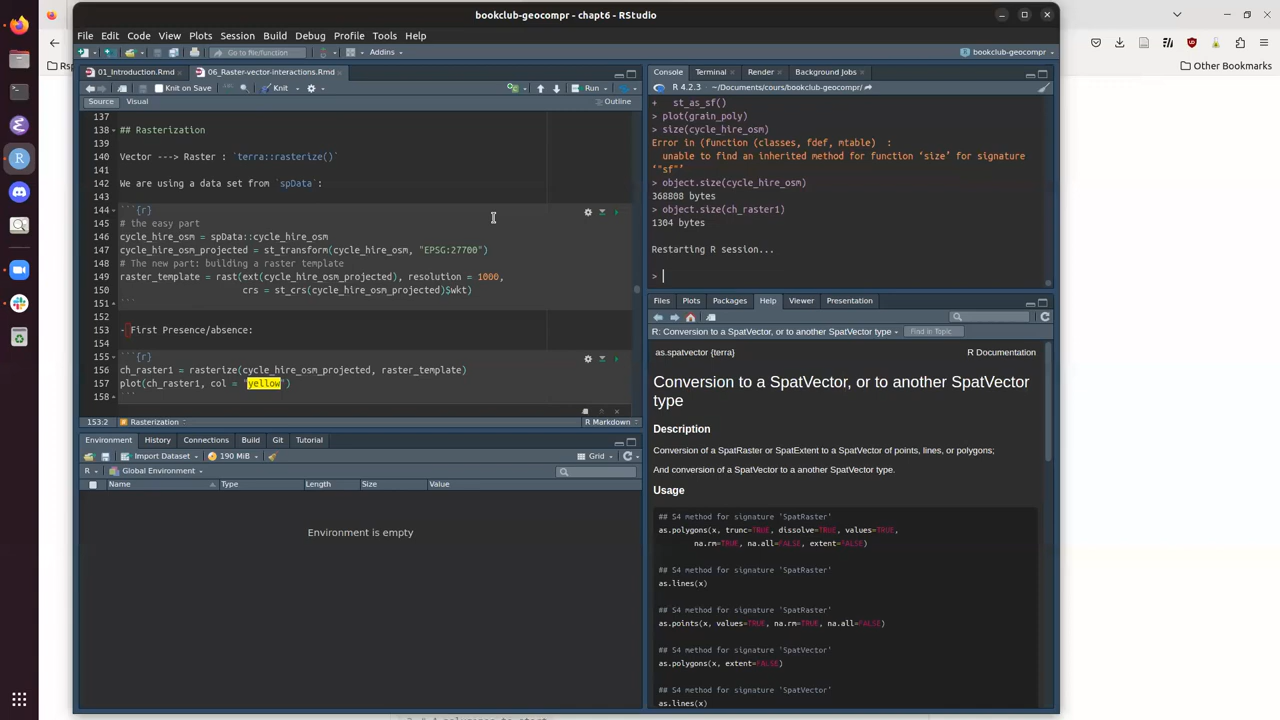 bookclub-geocompr - chapt6 - RStudio
File Edit Code View Plots Session Build Debug Profile Tools Help
Go to file/function Addins bookclub-geocompr
Other Bookmarks
01_Introduction.Rmd 06_Raster-vector-interactions.Rmd
Knit on Save Knit Run
Source Visual Outline
137
138 ## Rasterization
139
140 Vector ---> Raster : `terra::rasterize()`
141
142 We are using a data set from `spData`:
143
144 ```{r}
145 # the easy part
146 cycle_hire_osm = spData::cycle_hire_osm
147 cycle_hire_osm_projected = st_transform(cycle_hire_osm, "EPSG:27700")
148 # The new part: building a raster template
149 raster_template = rast(ext(cycle_hire_osm_projected), resolution = 1000,
150 crs = st_crs(cycle_hire_osm_projected)$wkt)
151 ```
152
153 - First Presence/absence:
154
155 ```{r}
156 ch_raster1 = rasterize(cycle_hire_osm_projected, raster_template)
157 plot(ch_raster1, col = "yellow")
158 ```
153:2 Rasterization R Markdown
Environment History Connections Build Git Tutorial
Import Dataset 190 MiB Grid
R Global Environment
Name Type Length Size Value
Environment is empty
Console Terminal Render Background Jobs
R 4.2.3 · ~/Documents/cours/bookclub-geocompr/
+ st_as_sf()
> plot(grain_poly)
> size(cycle_hire_osm)
Error in (function (classes, fdef, mtable) :
unable to find an inherited method for function ‘size’ for signature
‘"sf"’
> object.size(cycle_hire_osm)
368808 bytes
> object.size(ch_raster1)
1304 bytes
Restarting R session...
>
Files Plots Packages Help Viewer Presentation
R: Conversion to a SpatVector, or to another SpatVector type Find in Topic
as.spatvector {terra} R Documentation
Conversion to a SpatVector, or to another SpatVector
type
Description
Conversion of a SpatRaster or SpatExtent to a SpatVector of points, lines, or polygons;
And conversion of a SpatVector to a another SpatVector type.
Usage
## S4 method for signature 'SpatRaster'
as.polygons(x, trunc=TRUE, dissolve=TRUE, values=TRUE,
na.rm=TRUE, na.all=FALSE, extent=FALSE)
## S4 method for signature 'SpatRaster'
as.lines(x)
## S4 method for signature 'SpatRaster'
as.points(x, values=TRUE, na.rm=TRUE, na.all=FALSE)
## S4 method for signature 'SpatVector'
as.polygons(x, extent=FALSE)
## S4 method for signature 'SpatVector'
as.lines(x)